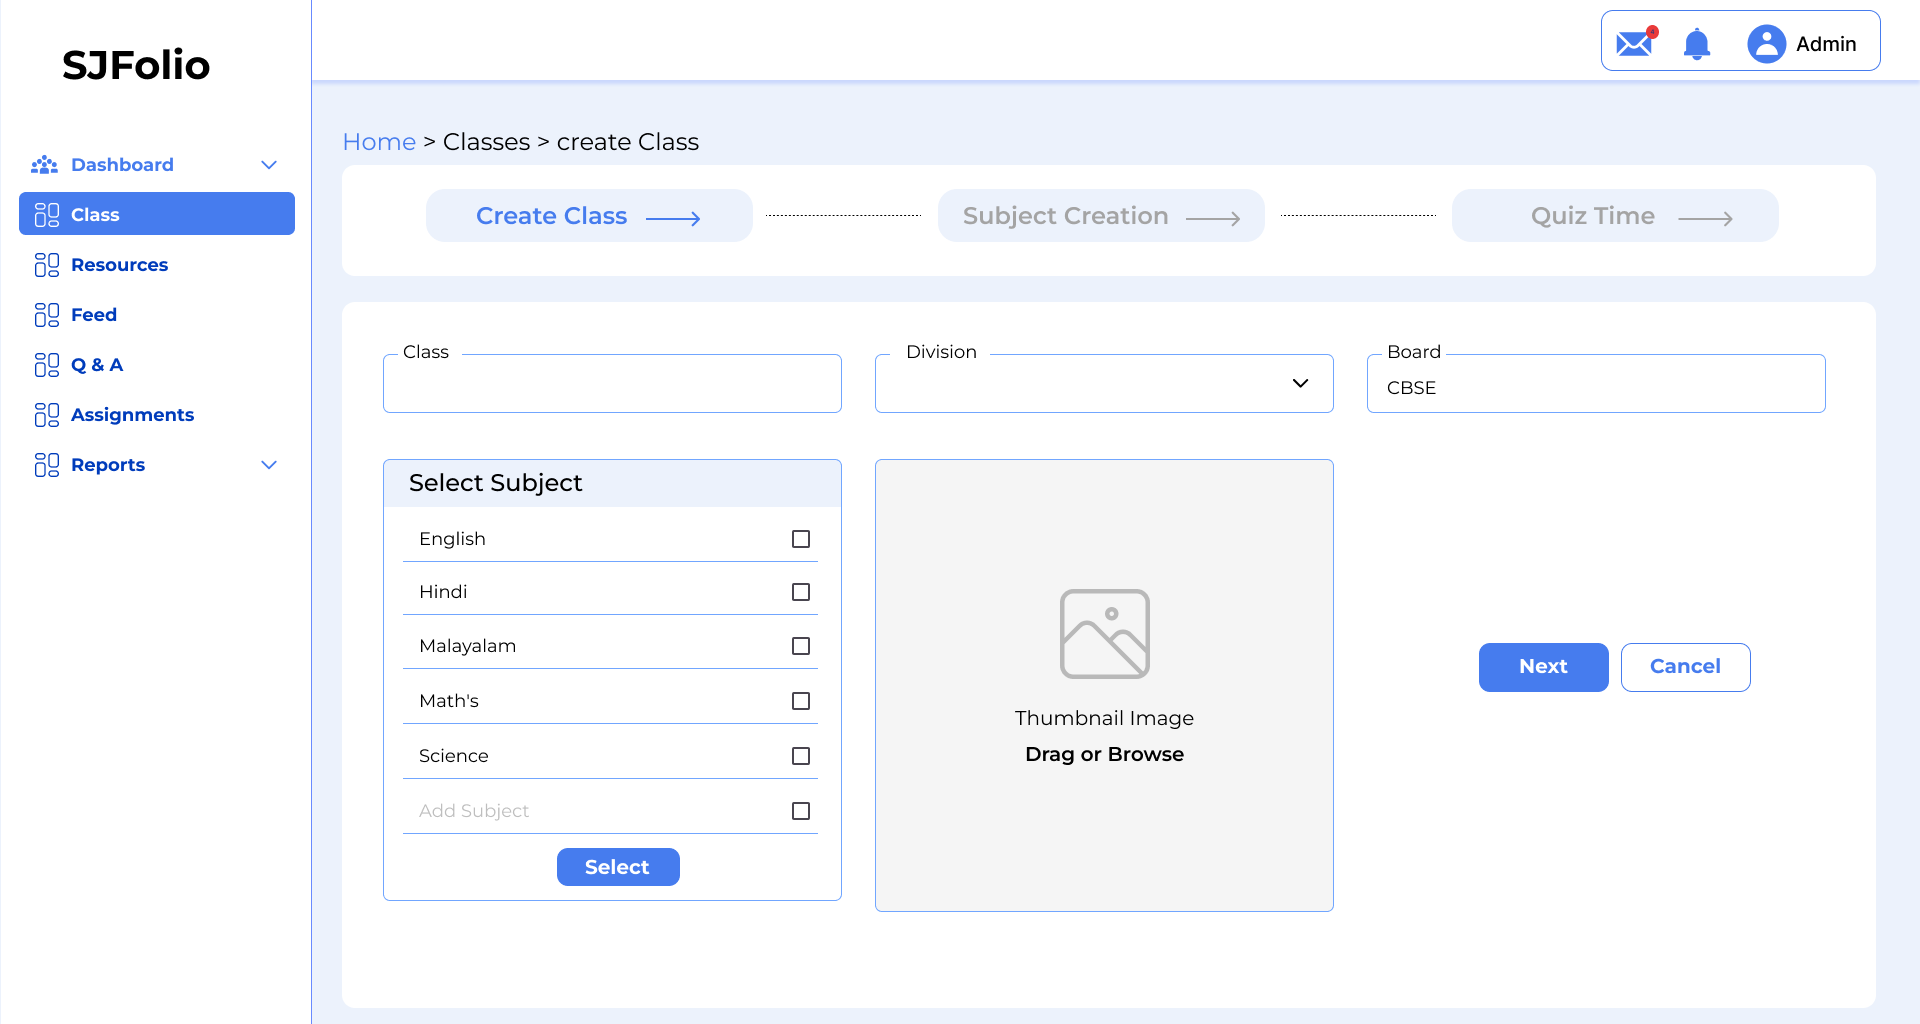 SJFolio
Admin
Dashboard
Class
Resources
Feed
Q & A
Assignments
Reports
Home > Classes > create Class
Create Class
Subject Creation
Quiz Time
Class
Division
Board
CBSE
Select Subject
English
Hindi
Malayalam
Math's
Science
Add Subject
Select
Thumbnail Image
Drag or Browse
Next
Cancel